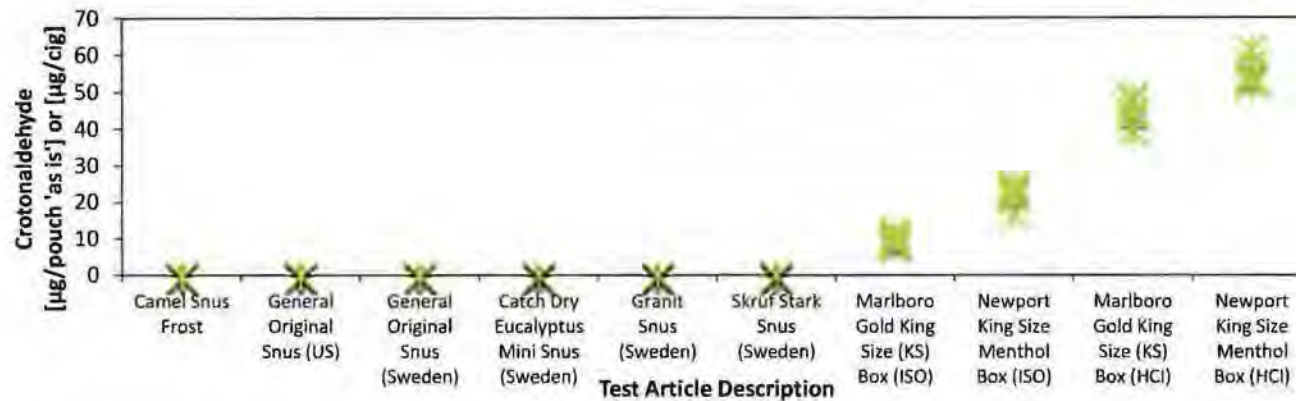 Crotonaldehyde
[µg/pouch 'as is'] or [µg/cig]
70
60
50
40
30
20
10
0
Camel Snus
Frost
General
Original
Snus (US)
General
Original
Snus
(Sweden)
Catch Dry
Eucalyptus
Mini Snus
(Sweden)
Granit
Snus
(Sweden)
Skruf Stark
Snus
(Sweden)
Marlboro
Gold King
Size (KS)
Box (ISO)
Newport
King Size
Menthol
Box (ISO)
Marlboro
Gold King
Size (KS)
Box (HCI)
Newport
King Size
Menthol
Box (HCI)
Test Article Description